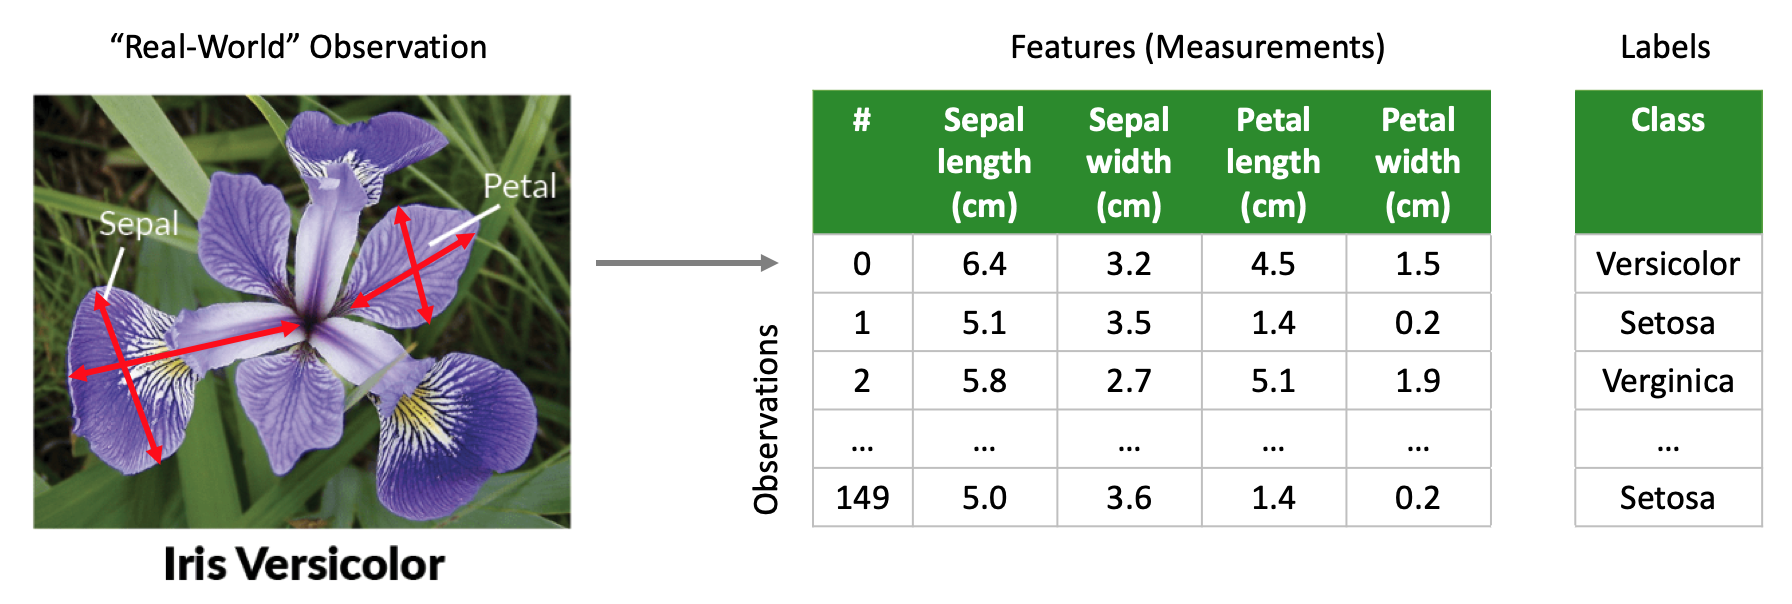 “Real-World” Observation
Features (Measurements)
Labels
Sepal
Petal
Iris Versicolor
Observations
# Sepal length (cm) Sepal width (cm) Petal length (cm) Petal width (cm) Class
0 6.4 3.2 4.5 1.5 Versicolor
1 5.1 3.5 1.4 0.2 Setosa
2 5.8 2.7 5.1 1.9 Verginica
... ... ... ... ... ...
149 5.0 3.6 1.4 0.2 Setosa